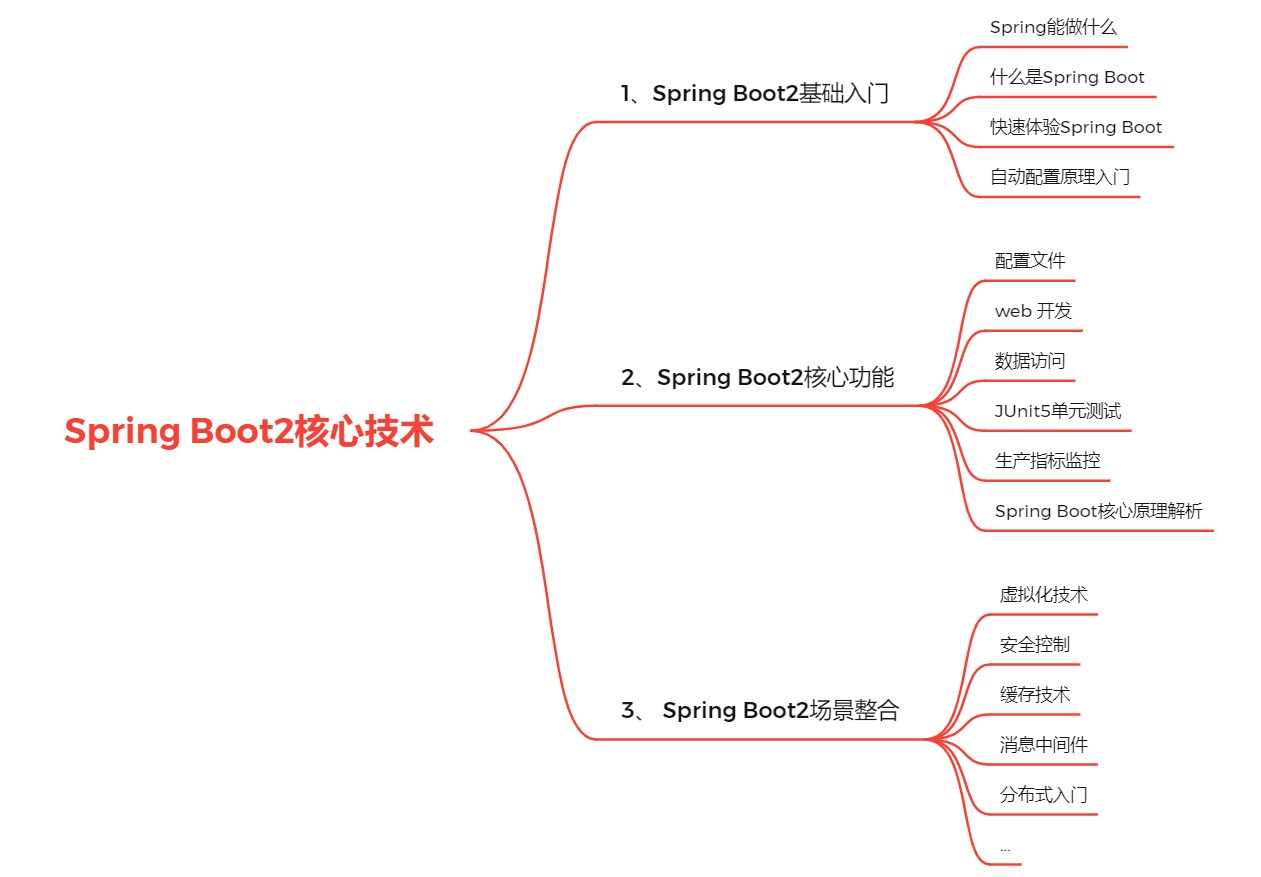 Spring Boot2核心技术
1、Spring Boot2基础入门
Spring能做什么
什么是Spring Boot
快速体验Spring Boot
自动配置原理入门
2、Spring Boot2核心功能
配置文件
web 开发
数据访问
JUnit5单元测试
生产指标监控
Spring Boot核心原理解析
3、 Spring Boot2场景整合
虚拟化技术
安全控制
缓存技术
消息中间件
分布式入门
...